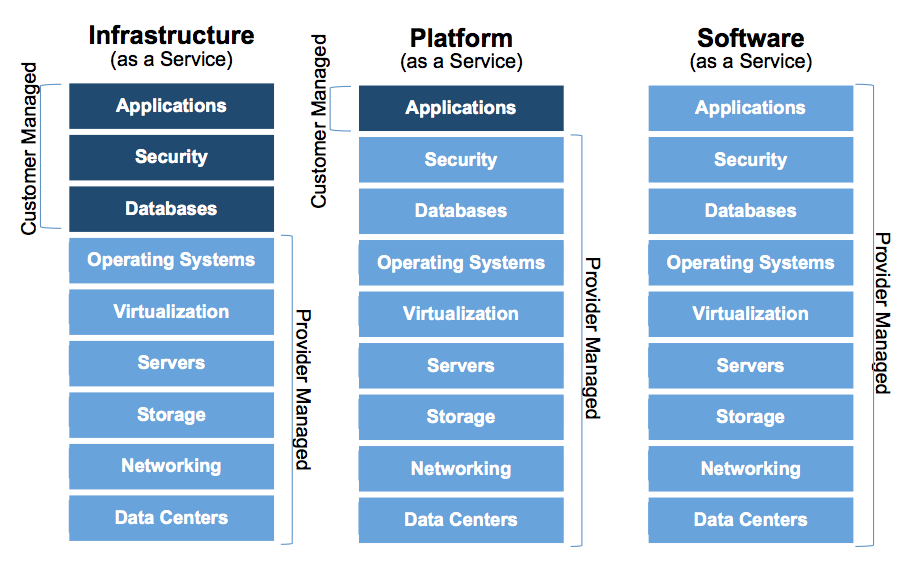 Infrastructure
(as a Service)
Customer Managed
Applications
Security
Databases
Operating Systems
Virtualization
Servers
Storage
Networking
Data Centers
Provider Managed
Platform
(as a Service)
Customer Managed
Applications
Security
Databases
Operating Systems
Virtualization
Servers
Storage
Networking
Data Centers
Provider Managed
Software
(as a Service)
Applications
Security
Databases
Operating Systems
Virtualization
Servers
Storage
Networking
Data Centers
Provider Managed